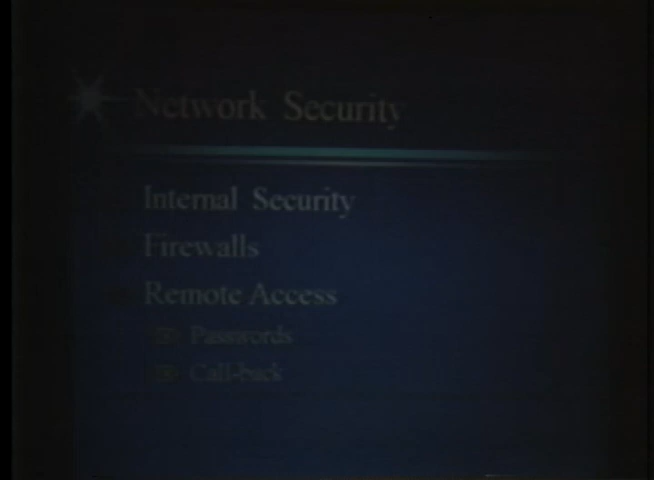 Network Security
Internal Security
Firewalls
Remote Access
Passwords
Call-back